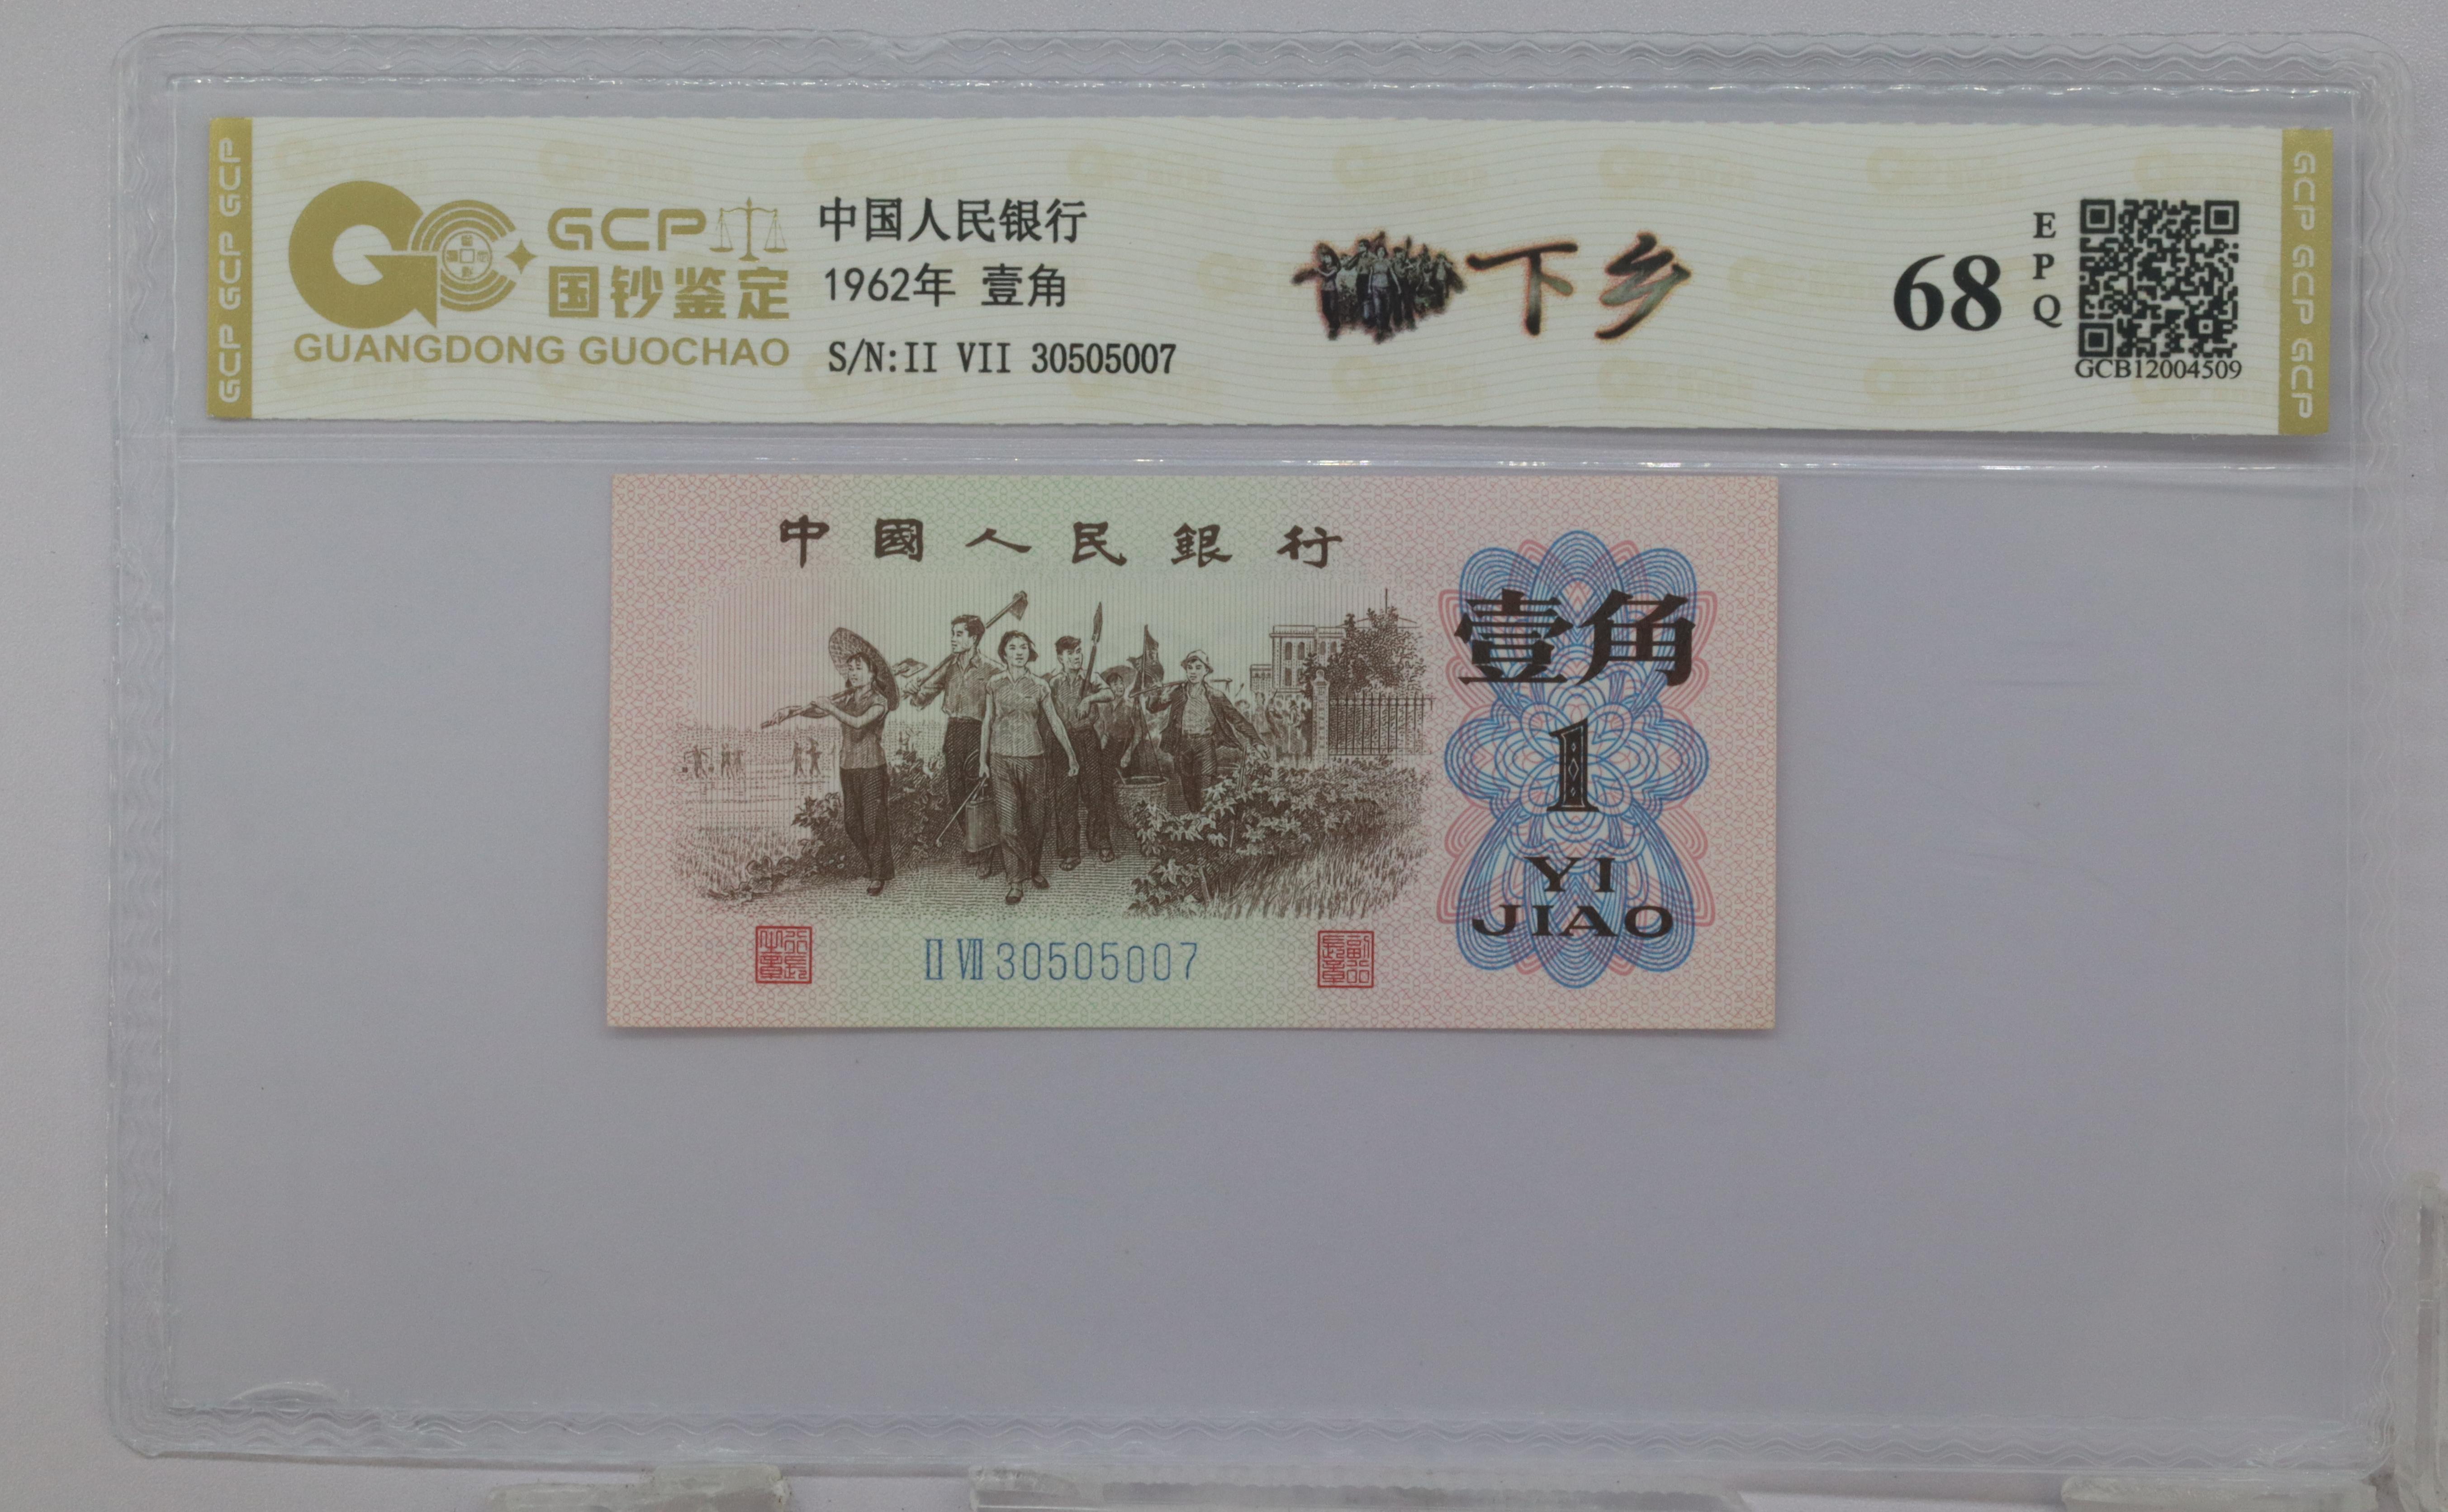 GCP GCP GCP
GCP
国钞鉴定
GUANGDONG GUOCHAO
中国人民银行
1962年 壹角
S/N:II VII 30505007
下乡
68
EPQ
GCB12004509
GCP GCP GCP
中國人民銀行
壹角
1
YI
JIAO
II VII 30505007